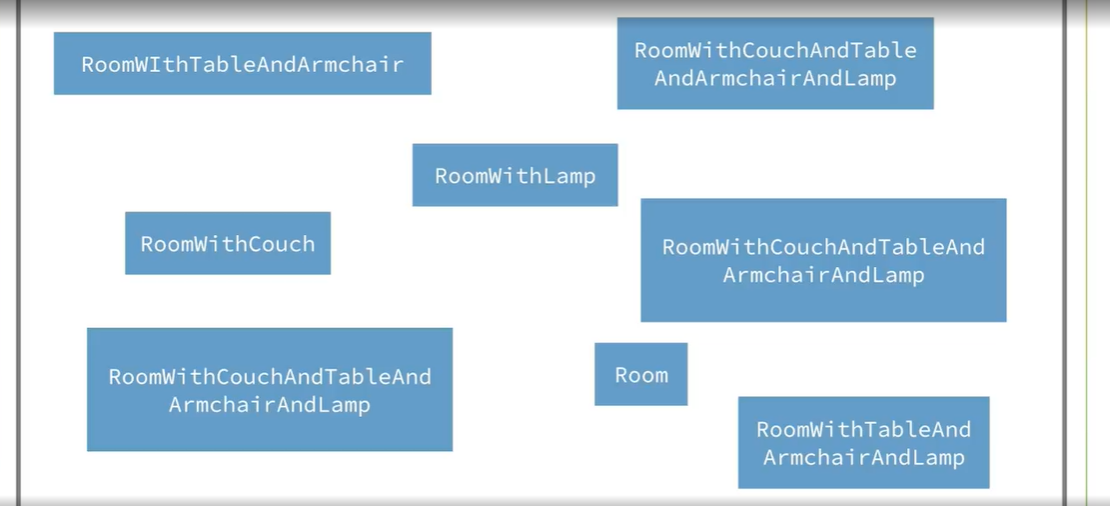 RoomWIthTableAndArmchair
RoomWithCouchAndTable
AndArmchairAndLamp
RoomWithLamp
RoomWithCouch
RoomWithCouchAndTableAnd
ArmchairAndLamp
RoomWithCouchAndTableAnd
ArmchairAndLamp
Room
RoomWithTableAnd
ArmchairAndLamp